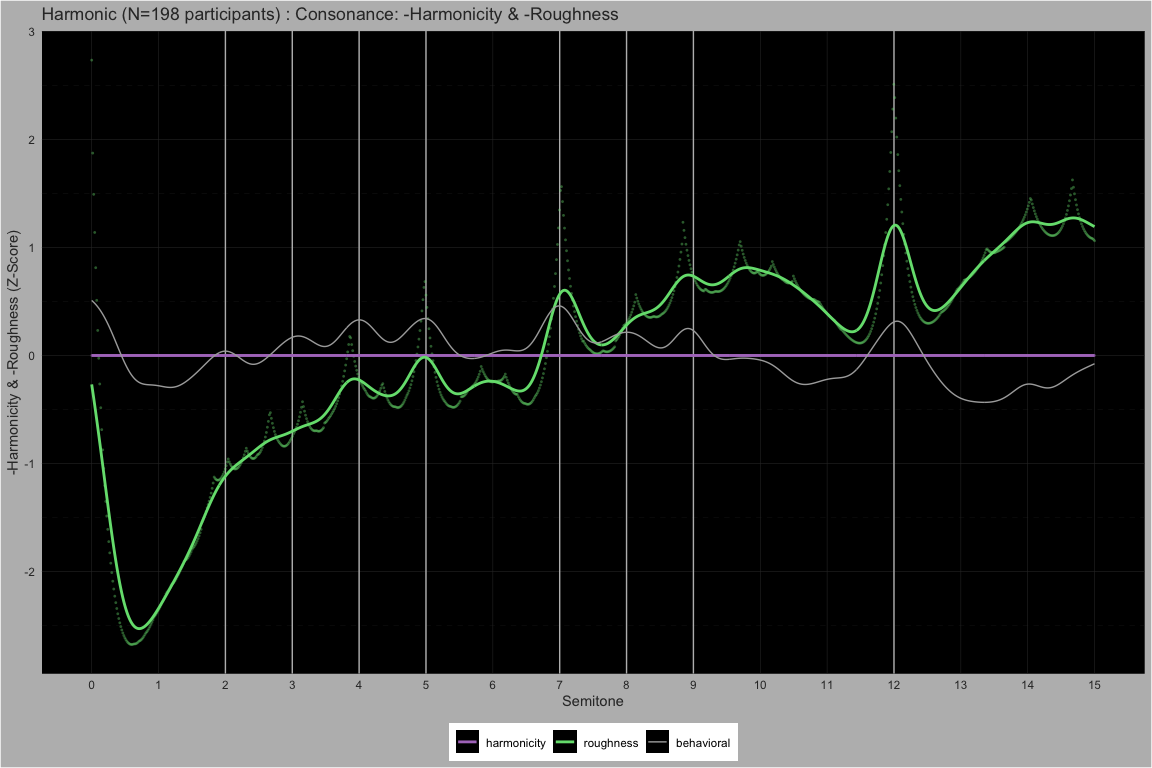 Harmonic (N=198 participants) : Consonance: -Harmonicity & -Roughness
-Harmonicity & -Roughness (Z-Score)
3
2
1
0
-1
-2
0 1 2 3 4 5 6 7 8 9 10 11 12 13 14 15
Semitone
harmonicity roughness behavioral